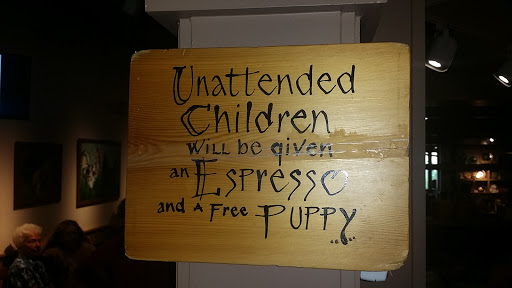 Unattended
Children
will be given
an Espresso
and A Free Puppy